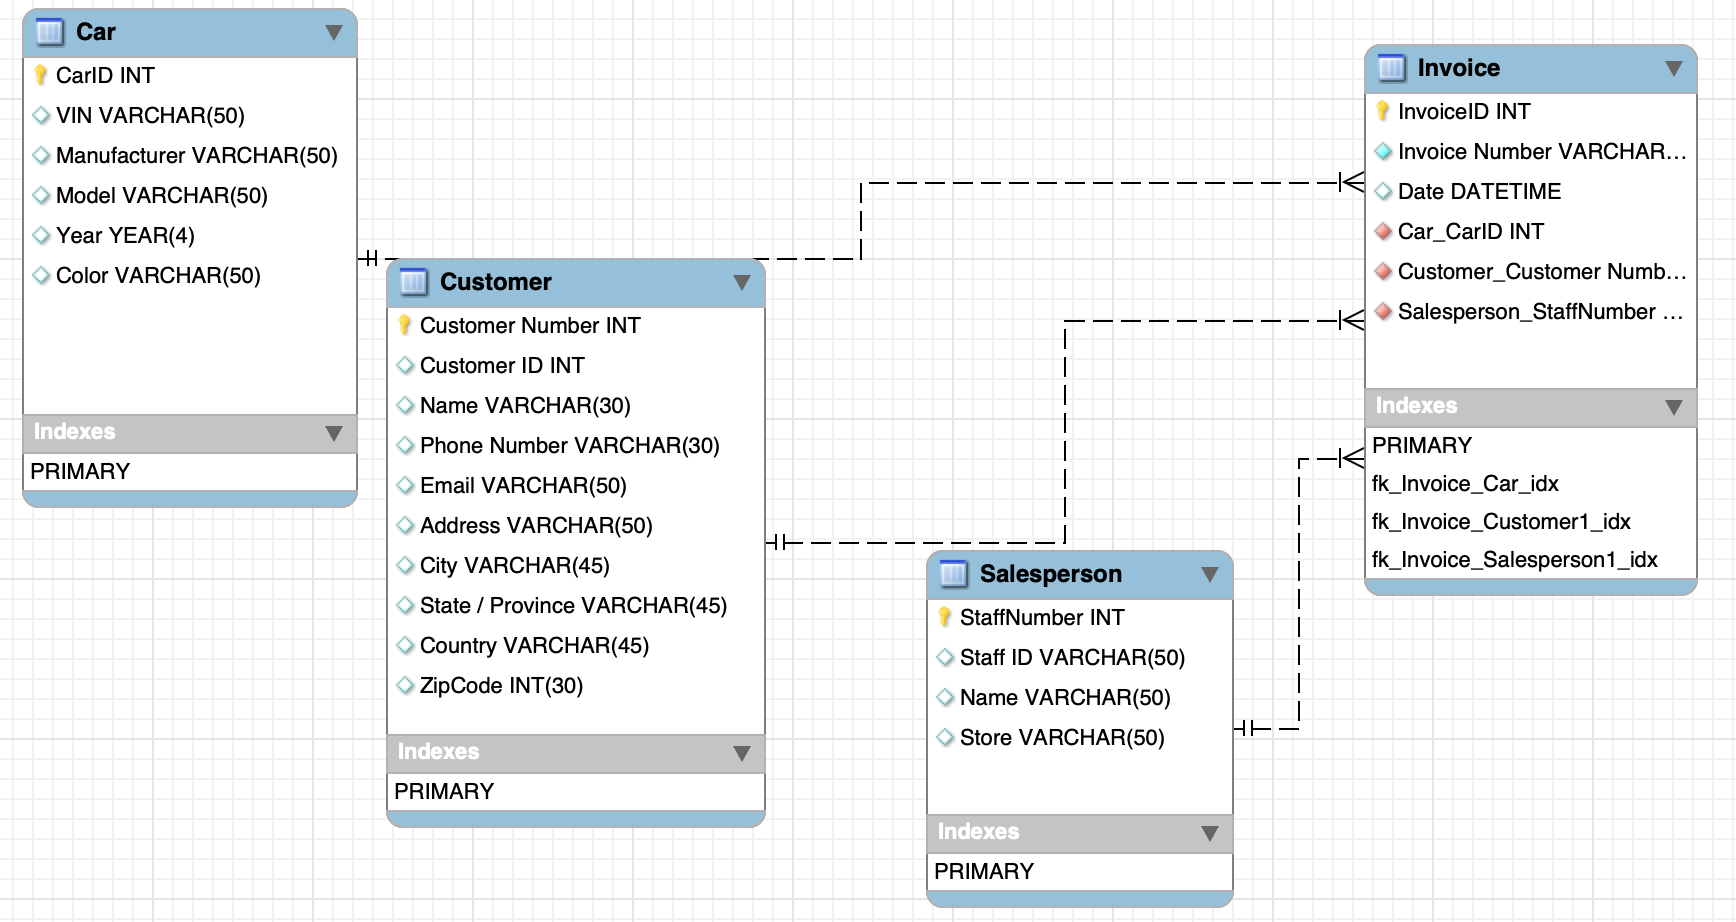 Car
CarID INT
VIN VARCHAR(50)
Manufacturer VARCHAR(50)
Model VARCHAR(50)
Year YEAR(4)
Color VARCHAR(50)
Indexes
PRIMARY
Customer
Customer Number INT
Customer ID INT
Name VARCHAR(30)
Phone Number VARCHAR(30)
Email VARCHAR(50)
Address VARCHAR(50)
City VARCHAR(45)
State / Province VARCHAR(45)
Country VARCHAR(45)
ZipCode INT(30)
Indexes
PRIMARY
Salesperson
StaffNumber INT
Staff ID VARCHAR(50)
Name VARCHAR(50)
Store VARCHAR(50)
Indexes
PRIMARY
Invoice
InvoiceID INT
Invoice Number VARCHAR...
Date DATETIME
Car_CarID INT
Customer_Customer Numb...
Salesperson_StaffNumber ...
Indexes
PRIMARY
fk_Invoice_Car_idx
fk_Invoice_Customer1_idx
fk_Invoice_Salesperson1_idx